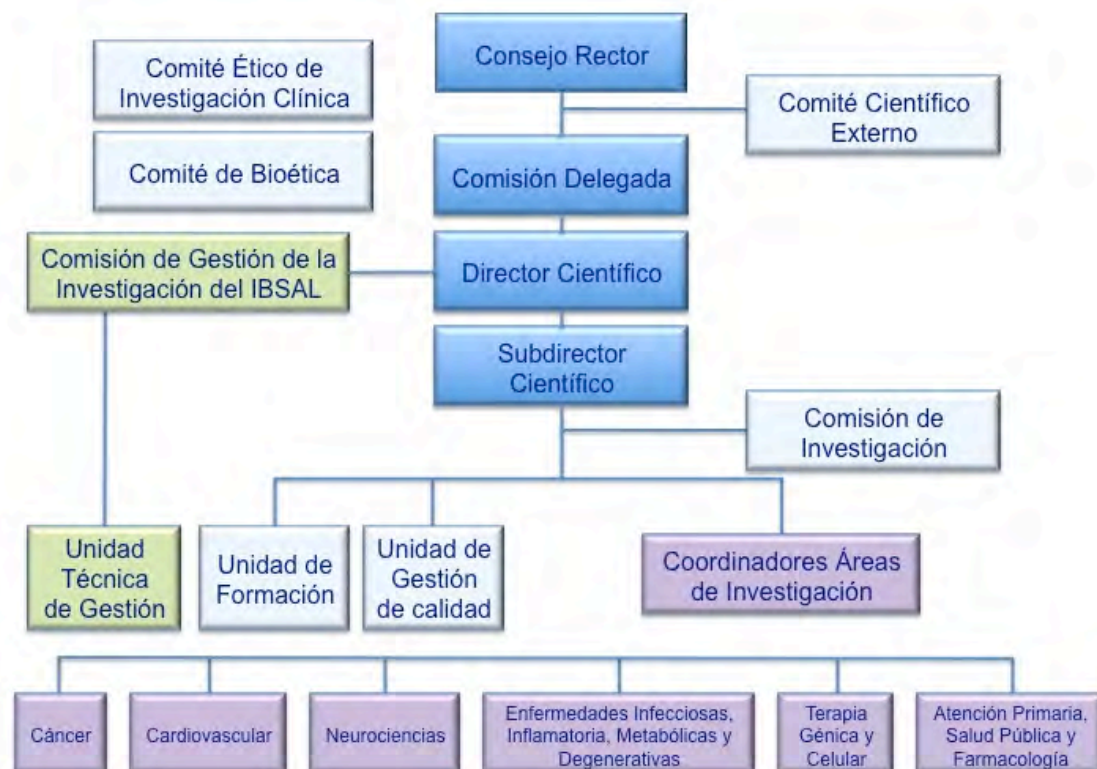 Consejo Rector
Comité Ético de
Investigación Clínica
Comité Científico
Externo
Comité de Bioética
Comisión Delegada
Comisión de Gestión de la
Investigación del IBSAL
Director Científico
Subdirector
Científico
Comisión de
Investigación
Unidad
Técnica
de Gestión
Unidad de
Formación
Unidad de
Gestión
de calidad
Coordinadores Áreas
de Investigación
Cáncer
Cardiovascular
Neurociencias
Enfermedades Infecciosas,
Inflamatoria, Metabólicas y
Degenerativas
Terapia
Génica y
Celular
Atención Primaria,
Salud Pública y
Farmacología